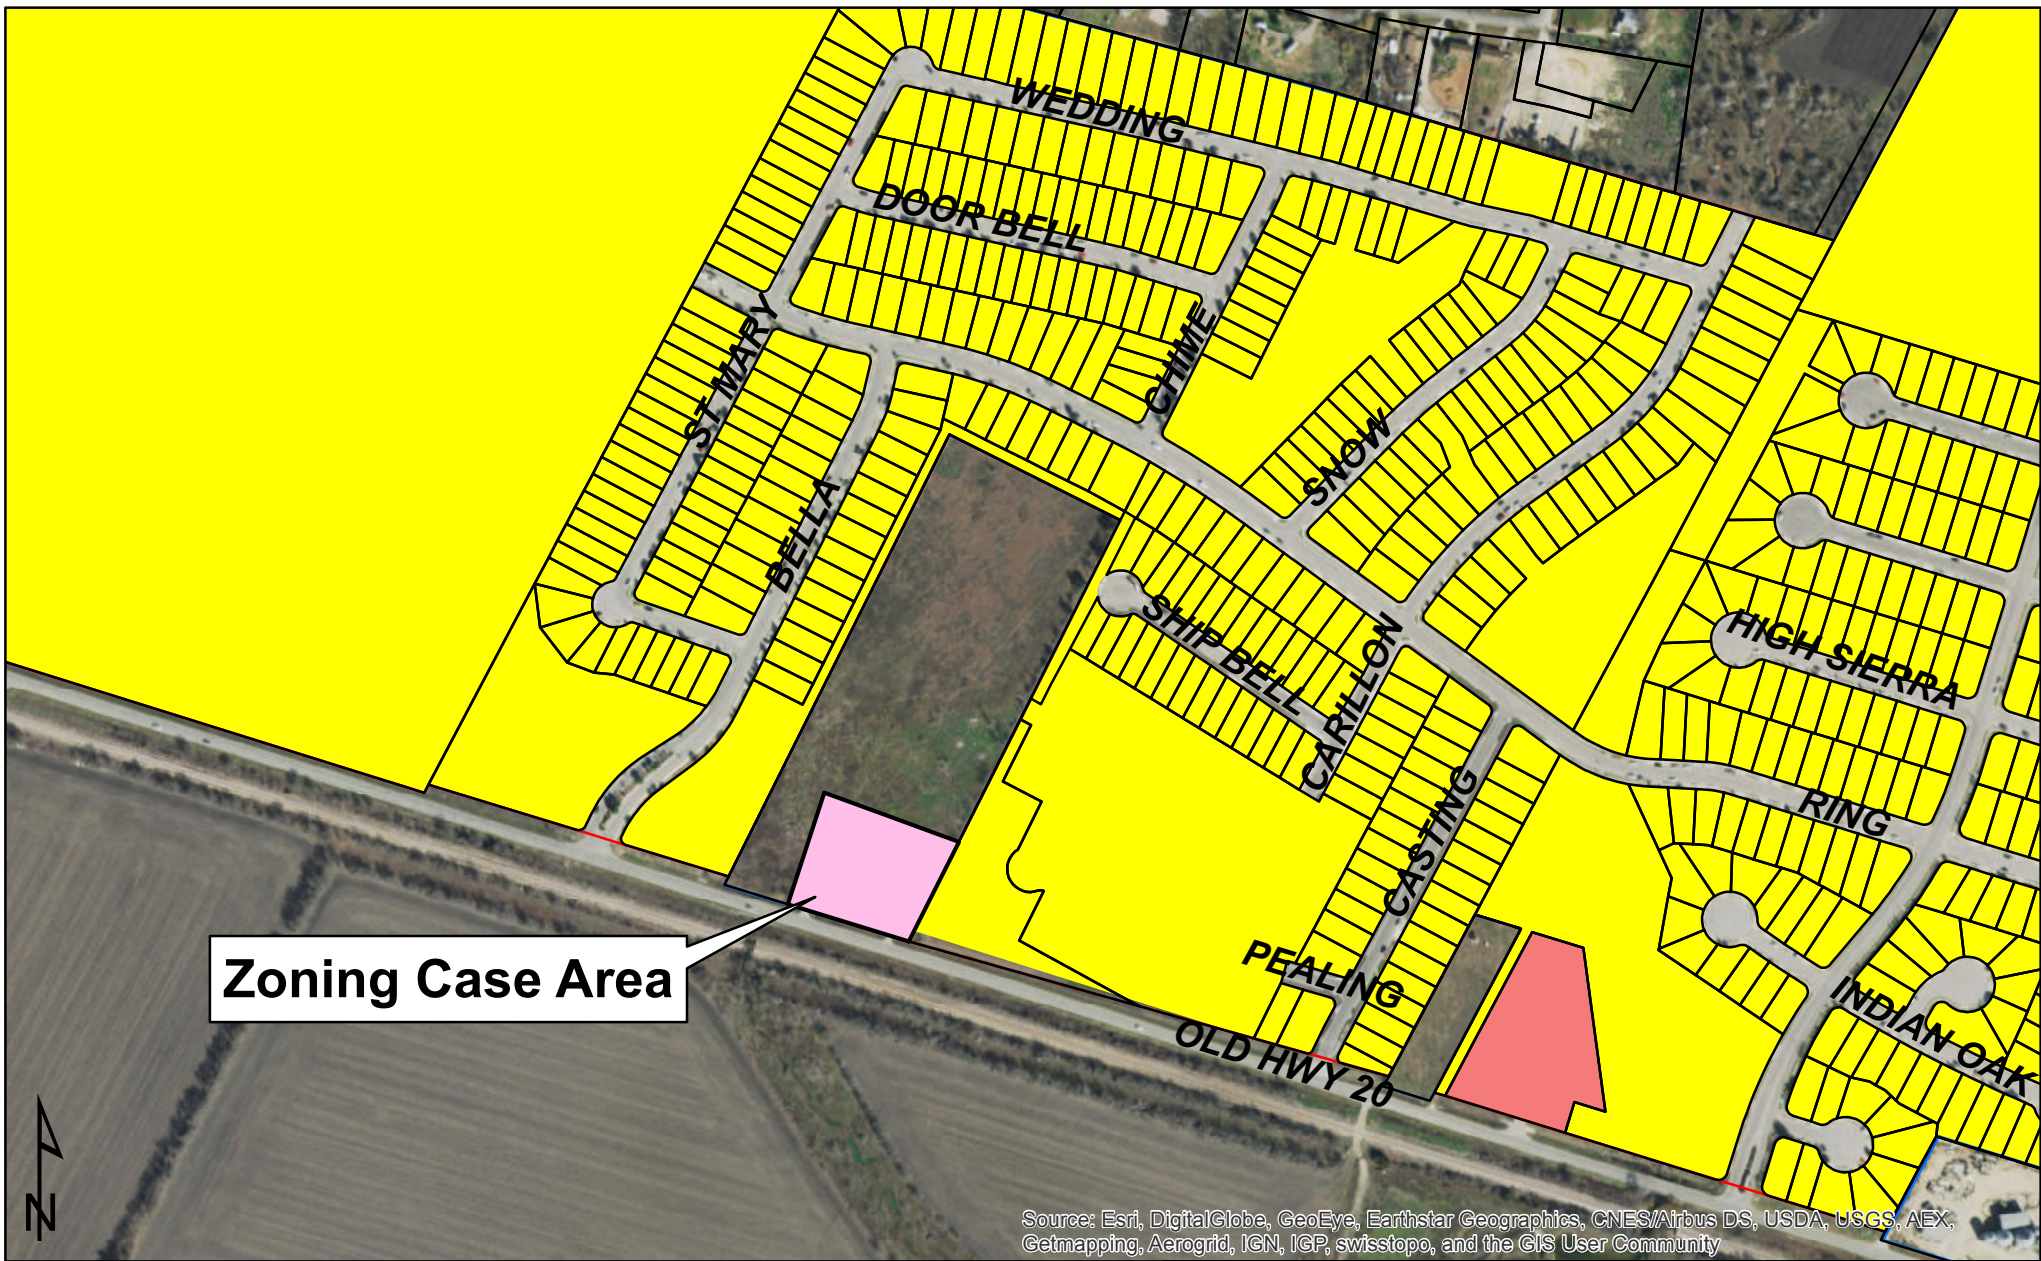 WEDDING
DOOR BELL
ST MARY
CHIME
BELLA
SNOW
SHIP BELL
CARILLON
HIGH SIERRA
CASTING
RING
PEALING
INDIAN OAK
OLD HWY 20
Zoning Case Area
N
Source: Esri, DigitalGlobe, GeoEye, Earthstar Geographics, CNES/Airbus DS, USDA, USGS, AEX,
Getmapping, Aerogrid, IGN, IGP, swisstopo, and the GIS User Community